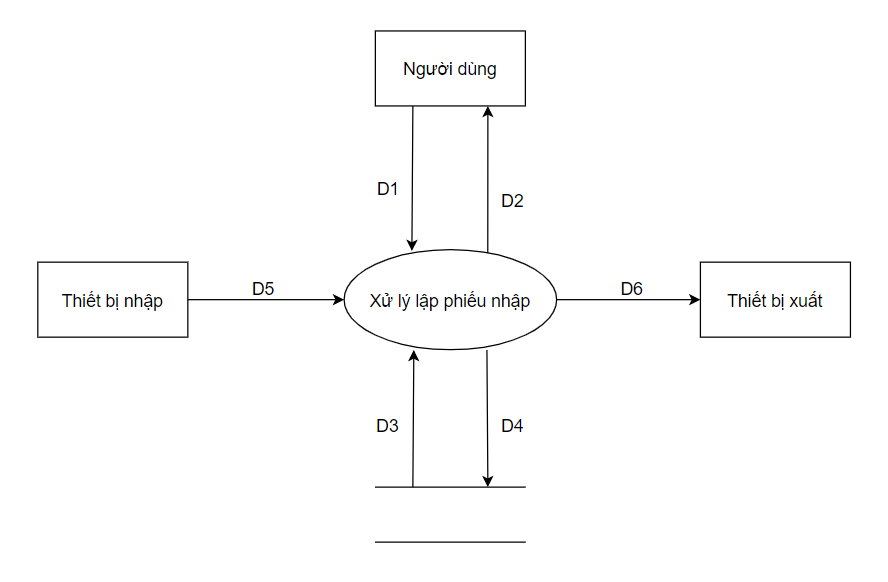 Người dùng
D1
D2
Thiết bị nhập
D5
Xử lý lập phiếu nhập
D6
Thiết bị xuất
D3
D4